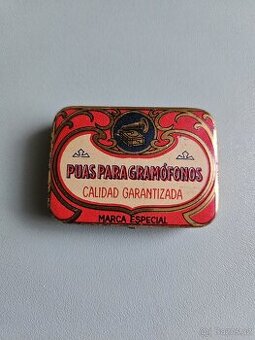 PUAS PARA GRAMÓFONOS
CALIDAD GARANTIZADA
MARCA ESPECIAL